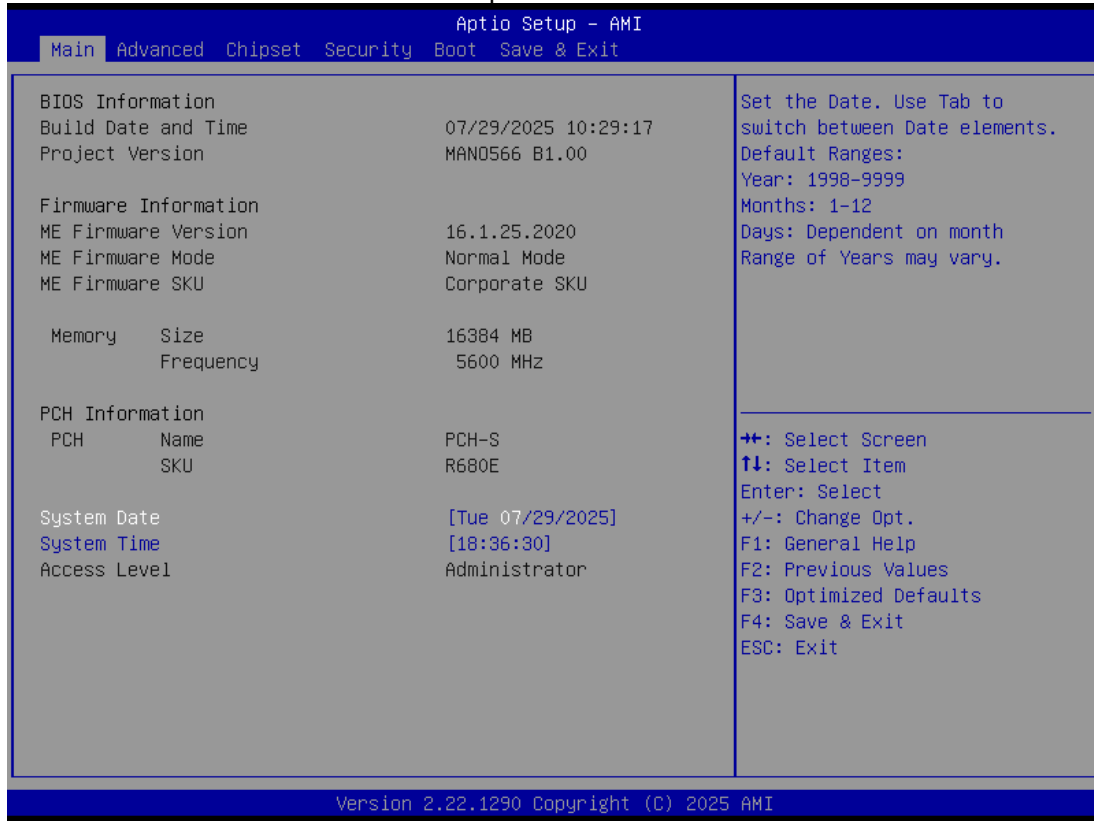 Aptio Setup - AMI
Main Advanced Chipset Security Boot Save & Exit
BIOS Information
Build Date and Time 07/29/2025 10:29:17
Project Version MANO566 B1.00
Firmware Information
ME Firmware Version 16.1.25.2020
ME Firmware Mode Normal Mode
ME Firmware SKU Corporate SKU
Memory Size 16384 MB
Frequency 5600 MHz
PCH Information
PCH Name PCH-S
SKU R680E
System Date [Tue 07/29/2025]
System Time [18:36:30]
Access Level Administrator
Set the Date. Use Tab to
switch between Date elements.
Default Ranges:
Year: 1998-9999
Months: 1-12
Days: Dependent on month
Range of Years may vary.
→←: Select Screen
↑↓: Select Item
Enter: Select
+/-: Change Opt.
F1: General Help
F2: Previous Values
F3: Optimized Defaults
F4: Save & Exit
ESC: Exit
Version 2.22.1290 Copyright (C) 2025 AMI